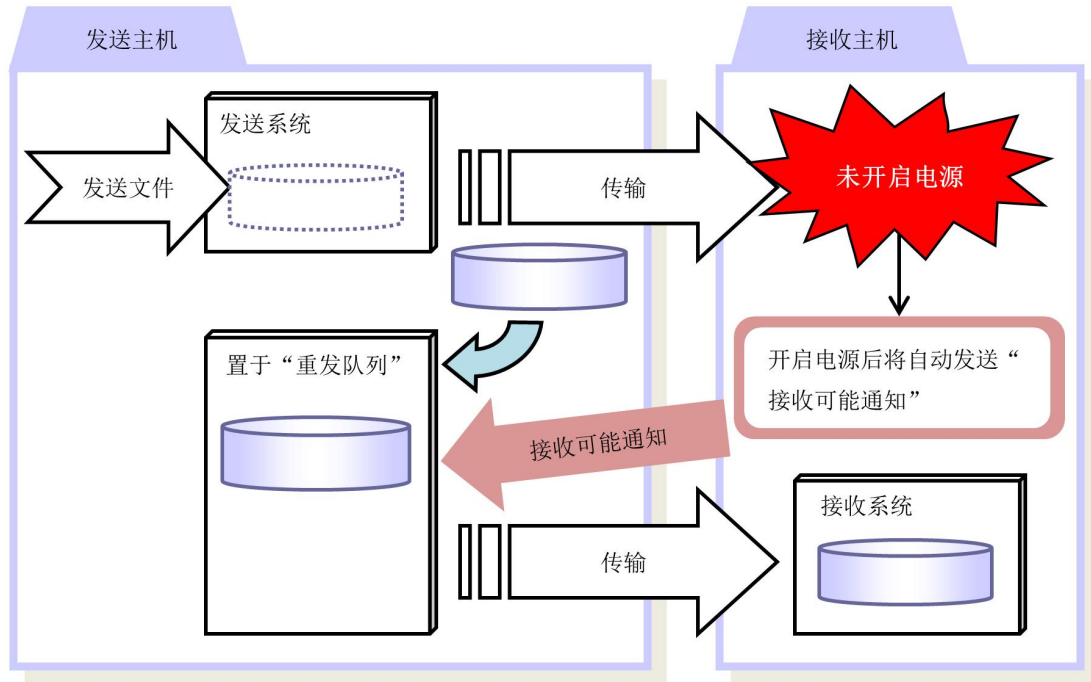 发送主机
接收主机
发送系统
发送文件
传输
未开启电源
置于“重发队列”
开启电源后将自动发送“
接收可能通知”
接收可能通知
接收系统
传输